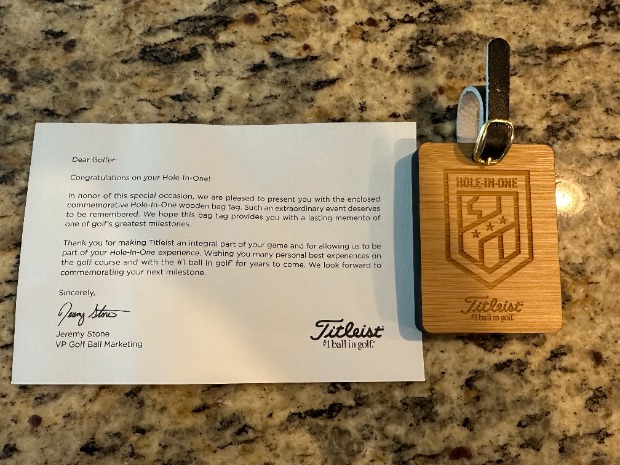 Dear Golfer:
Congratulations on your Hole-In-One!
In honor of this special occasion, we are pleased to present you with the enclosed
commemorative Hole-In-One wooden bag tag. Such an extraordinary event deserves
to be remembered. We hope this bag tag provides you with a lasting memento of
one of golf's greatest milestones.
Thank you for making Titleist an integral part of your game and for allowing us to be
part of your Hole-In-One experience. Wishing you many personal best experiences on
the golf course and with the #1 ball in golf® for years to come. We look forward to
commemorating your next milestone.
Sincerely,
Jeremy Stone
Jeremy Stone
VP Golf Ball Marketing
Titleist
#1 ball in golf.
HOLE-IN-ONE
1
Titleist
#1 ball in golf.